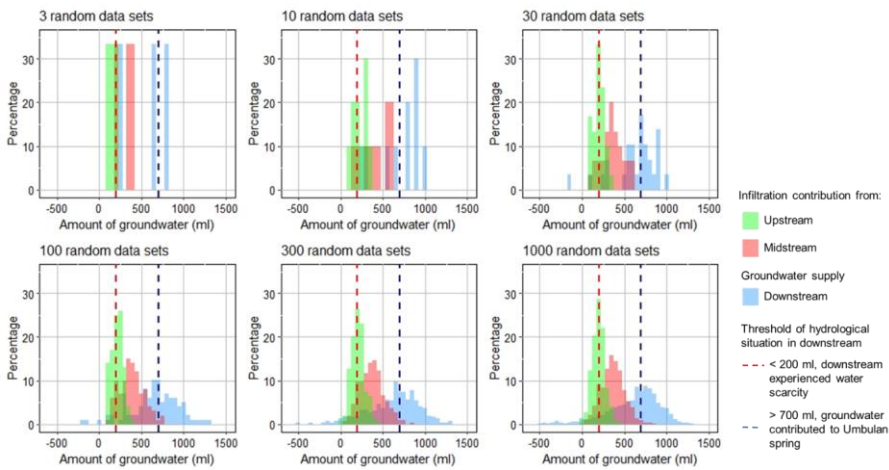 3 random data sets
10 random data sets
30 random data sets
Percentage
30
20
10
0
-500 0 500 1000 1500
Amount of groundwater (ml)
Percentage
30
20
10
0
-500 0 500 1000 1500
Amount of groundwater (ml)
Percentage
30
20
10
0
-500 0 500 1000 1500
Amount of groundwater (ml)
100 random data sets
300 random data sets
1000 random data sets
Percentage
30
20
10
0
-500 0 500 1000 1500
Amount of groundwater (ml)
Percentage
30
20
10
0
-500 0 500 1000 1500
Amount of groundwater (ml)
Percentage
30
20
10
0
-500 0 500 1000 1500
Amount of groundwater (ml)
Infiltration contribution from:
Upstream
Midstream
Groundwater supply
Downstream
Threshold of hydrological
situation in downstream
< 200 ml, downstream
experienced water
scarcity
> 700 ml, groundwater
contributed to Umbulan
spring